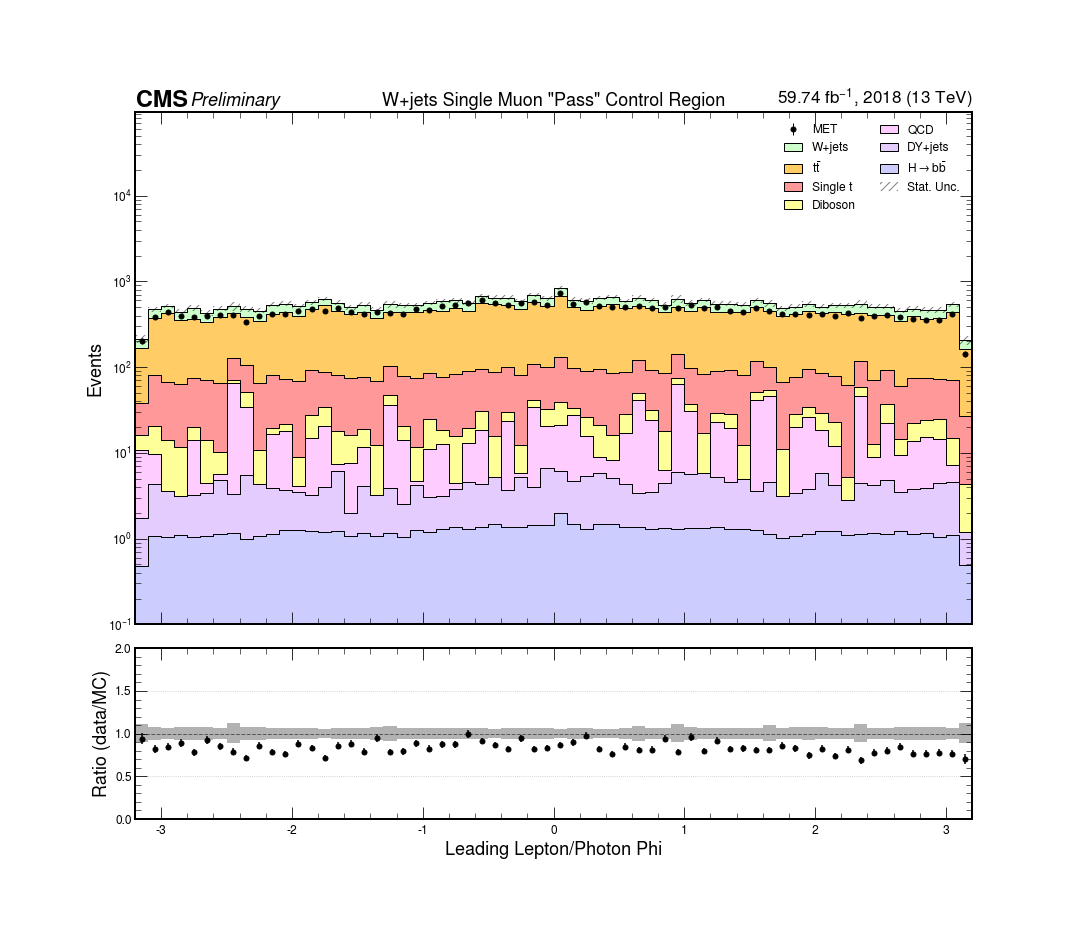 CMS Preliminary W+jets Single Muon "Pass" Control Region 59.74 fb⁻¹, 2018 (13 TeV)
MET QCD
W+jets DY+jets
tt̄ H→bb̄
Single t Stat. Unc.
Diboson
10⁴
10³
10²
10¹
10⁰
10⁻¹
Events
2.0
1.5
1.0
0.5
0.0
Ratio (data/MC)
-3 -2 -1 0 1 2 3
Leading Lepton/Photon Phi